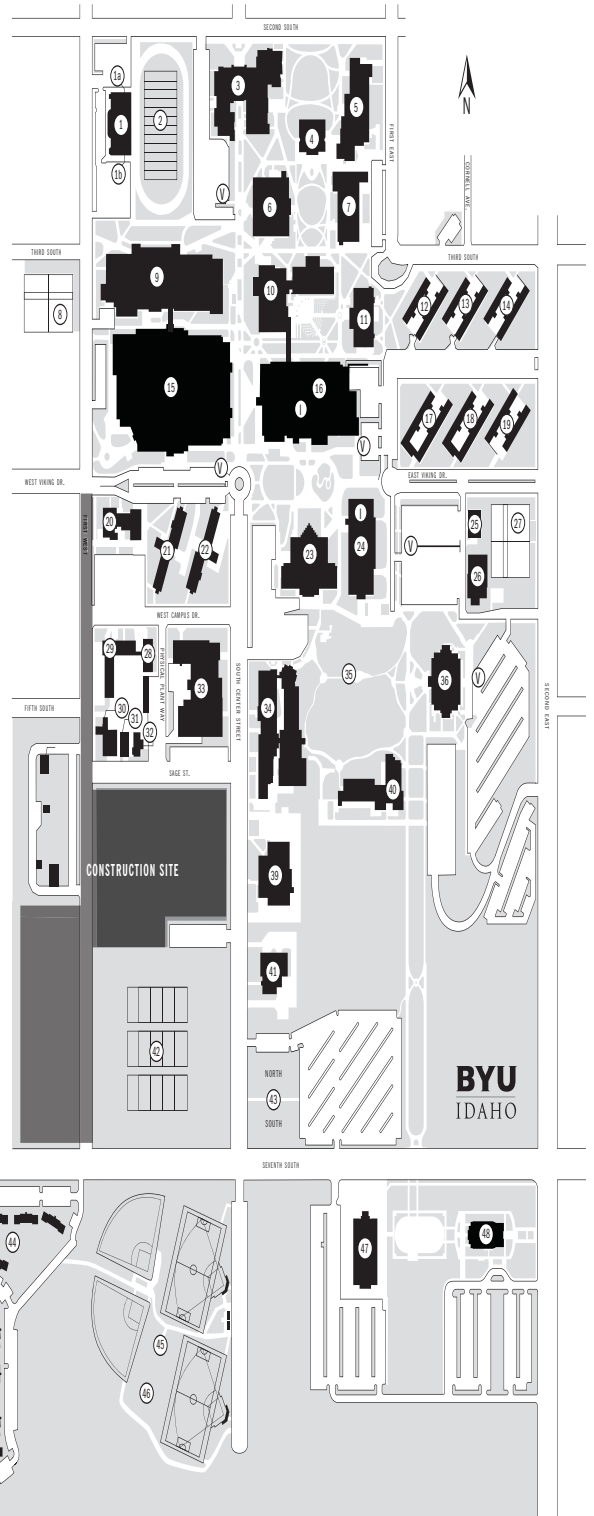 SECOND SOUTH
1a
1
2
3
4
5
N
FIRST EAST
CORNELL AVE.
1b
V
6
7
THIRD SOUTH
THIRD SOUTH
8
9
10
11
12
13
14
15
16
I
17
18
19
V
V
WEST VIKING DR.
EAST VIKING DR.
FIRST WEST
20
21
22
23
I
24
V
25
26
27
WEST CAMPUS DR.
29
28
PHYSICAL PLANT WAY
33
SOUTH CENTER STREET
34
35
36
V
SECOND EAST
30
31
32
FIFTH SOUTH
SAGE ST.
40
CONSTRUCTION SITE
39
41
42
NORTH
43
SOUTH
BYU
IDAHO
SEVENTH SOUTH
44
45
46
47
48